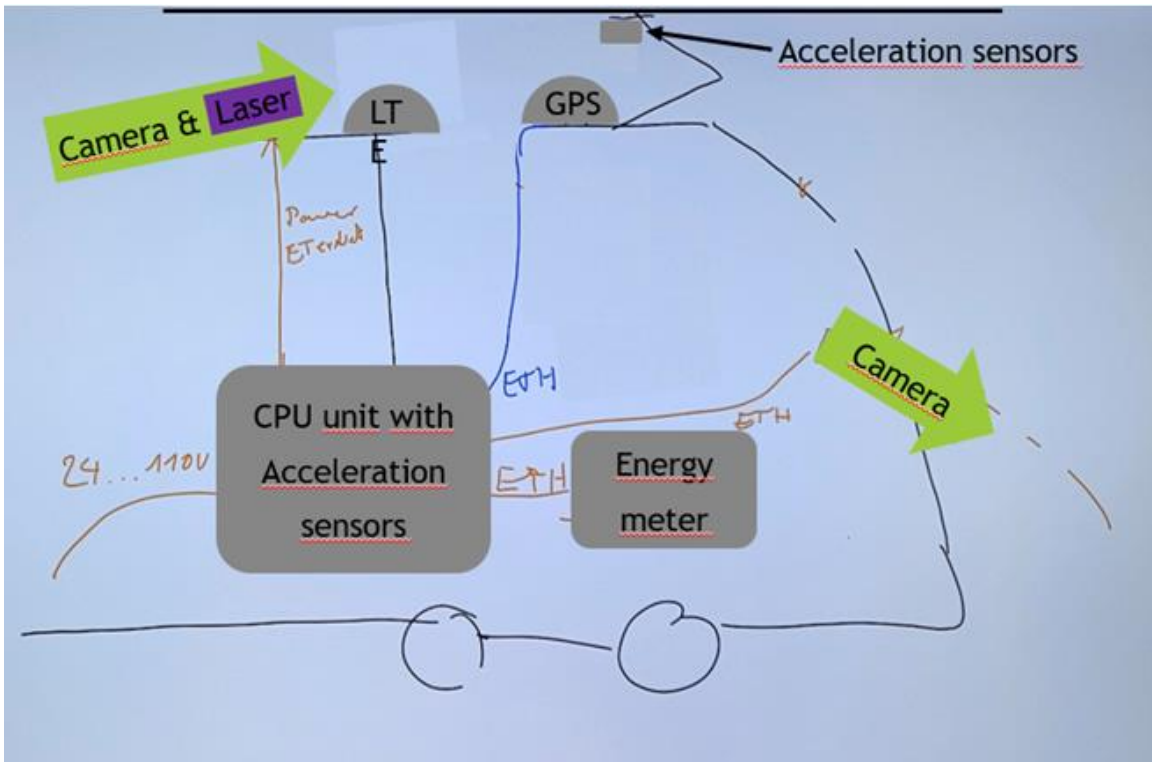 Acceleration sensors
Camera & Laser
LT
E
GPS
Power
ETH
CPU unit with
Acceleration
sensors
24...110V
ETH
ETH
Energy
meter
Camera